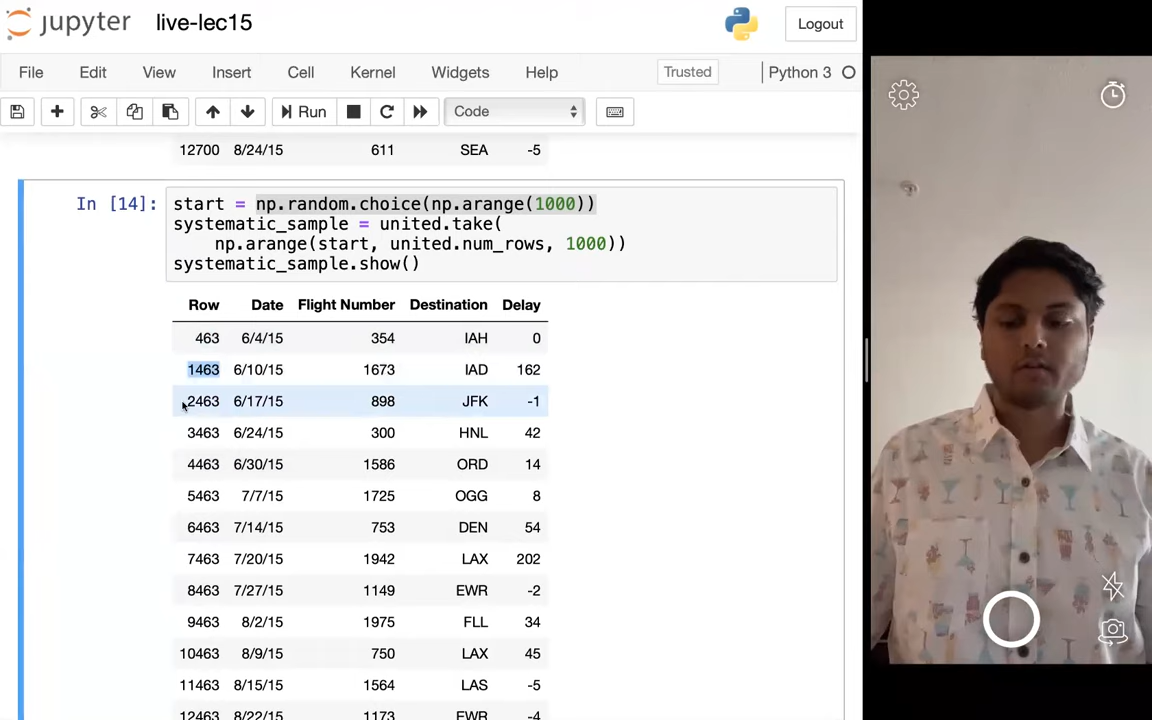 jupyter live-lec15 Logout
File Edit View Insert Cell Kernel Widgets Help Trusted Python 3
Run Code
12700 8/24/15 611 SEA -5
In [14]: start = np.random.choice(np.arange(1000))
systematic_sample = united.take(
np.arange(start, united.num_rows, 1000))
systematic_sample.show()
Row Date Flight Number Destination Delay
463 6/4/15 354 IAH 0
1463 6/10/15 1673 IAD 162
2463 6/17/15 898 JFK -1
3463 6/24/15 300 HNL 42
4463 6/30/15 1586 ORD 14
5463 7/7/15 1725 OGG 8
6463 7/14/15 753 DEN 54
7463 7/20/15 1942 LAX 202
8463 7/27/15 1149 EWR -2
9463 8/2/15 1975 FLL 34
10463 8/9/15 750 LAX 45
11463 8/15/15 1564 LAS -5
12463 8/22/15 1173 EWR -4